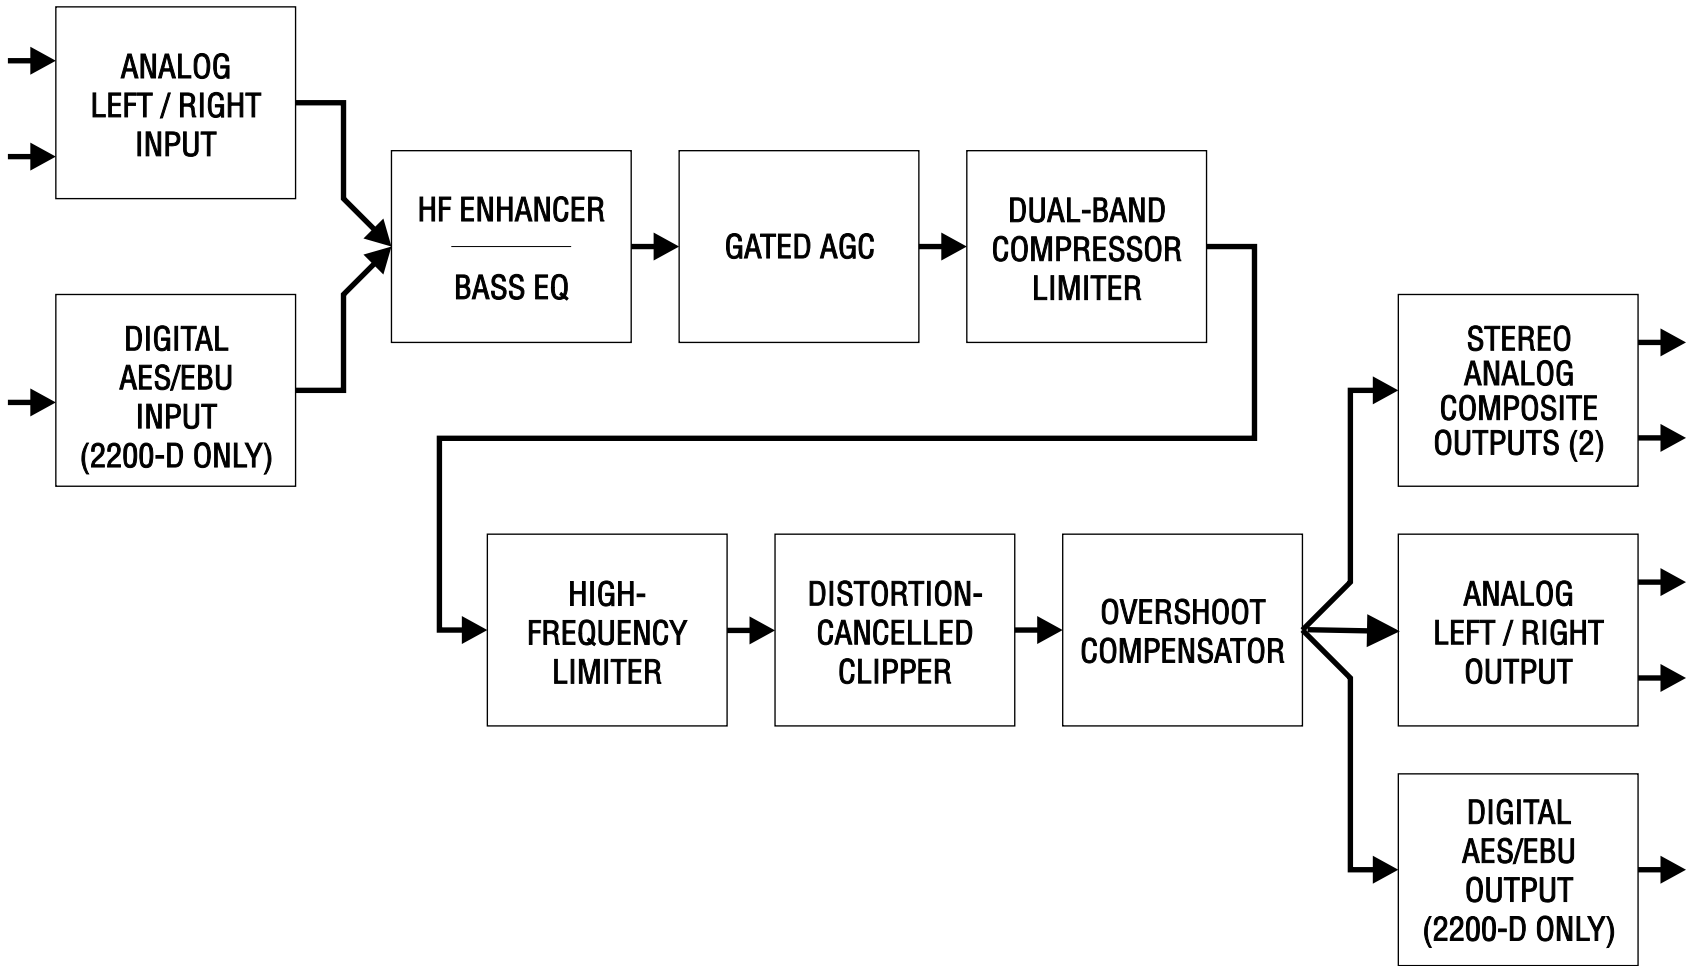 ANALOG
LEFT / RIGHT
INPUT
DIGITAL
AES/EBU
INPUT
(2200-D ONLY)
HF ENHANCER
BASS EQ
GATED AGC
DUAL-BAND
COMPRESSOR
LIMITER
HIGH-
FREQUENCY
LIMITER
DISTORTION-
CANCELLED
CLIPPER
OVERSHOOT
COMPENSATOR
STEREO
ANALOG
COMPOSITE
OUTPUTS (2)
ANALOG
LEFT / RIGHT
OUTPUT
DIGITAL
AES/EBU
OUTPUT
(2200-D ONLY)